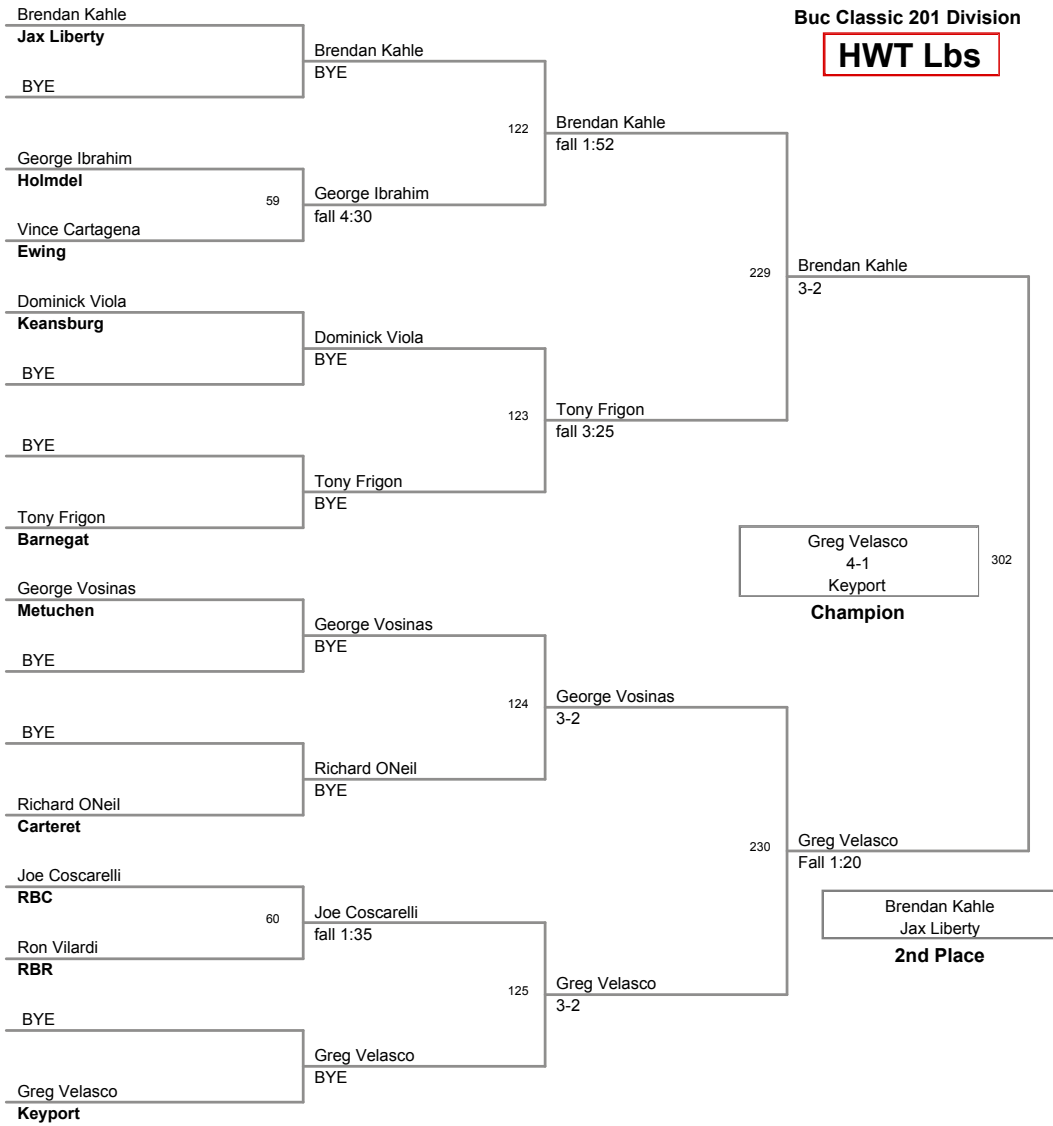 Buc Classic 201 Division
HWT Lbs
Brendan Kahle
Jax Liberty
BYE
George Ibrahim
Holmdel
Vince Cartagena
Ewing
Dominick Viola
Keansburg
BYE
BYE
Tony Frigon
Barnegat
George Vosinas
Metuchen
BYE
BYE
Richard ONeil
Carteret
Joe Coscarelli
RBC
Ron Vilardi
RBR
BYE
Greg Velasco
Keyport
Brendan Kahle
BYE
59
George Ibrahim
fall 4:30
Dominick Viola
BYE
Tony Frigon
BYE
George Vosinas
BYE
Richard ONeil
BYE
60
Joe Coscarelli
fall 1:35
Greg Velasco
BYE
122
Brendan Kahle
fall 1:52
123
Tony Frigon
fall 3:25
124
George Vosinas
3-2
125
Greg Velasco
3-2
229
Brendan Kahle
3-2
230
Greg Velasco
Fall 1:20
302
Greg Velasco
4-1
Keyport
Champion
Brendan Kahle
Jax Liberty
2nd Place